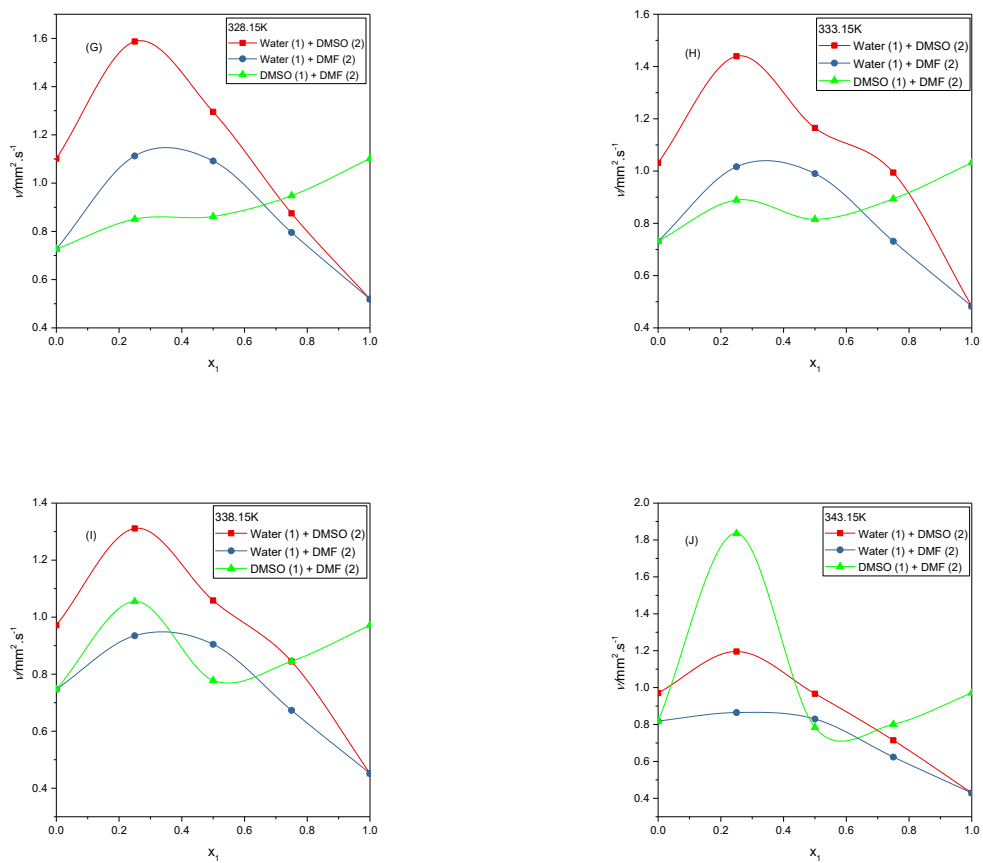 (G)
328.15K
Water (1) + DMSO (2)
Water (1) + DMF (2)
DMSO (1) + DMF (2)
1.6
1.4
1.2
1.0
0.8
0.6
0.4
ν/mm².s⁻¹
0.0 0.2 0.4 0.6 0.8 1.0
x₁
(H)
333.15K
Water (1) + DMSO (2)
Water (1) + DMF (2)
DMSO (1) + DMF (2)
1.6
1.4
1.2
1.0
0.8
0.6
0.4
ν/mm².s⁻¹
0.0 0.2 0.4 0.6 0.8 1.0
x₁
(I)
338.15K
Water (1) + DMSO (2)
Water (1) + DMF (2)
DMSO (1) + DMF (2)
1.4
1.2
1.0
0.8
0.6
0.4
ν/mm².s⁻¹
0.0 0.2 0.4 0.6 0.8 1.0
x₁
(J)
343.15K
Water (1) + DMSO (2)
Water (1) + DMF (2)
DMSO (1) + DMF (2)
2.0
1.8
1.6
1.4
1.2
1.0
0.8
0.6
0.4
ν/mm².s⁻¹
0.0 0.2 0.4 0.6 0.8 1.0
x₁